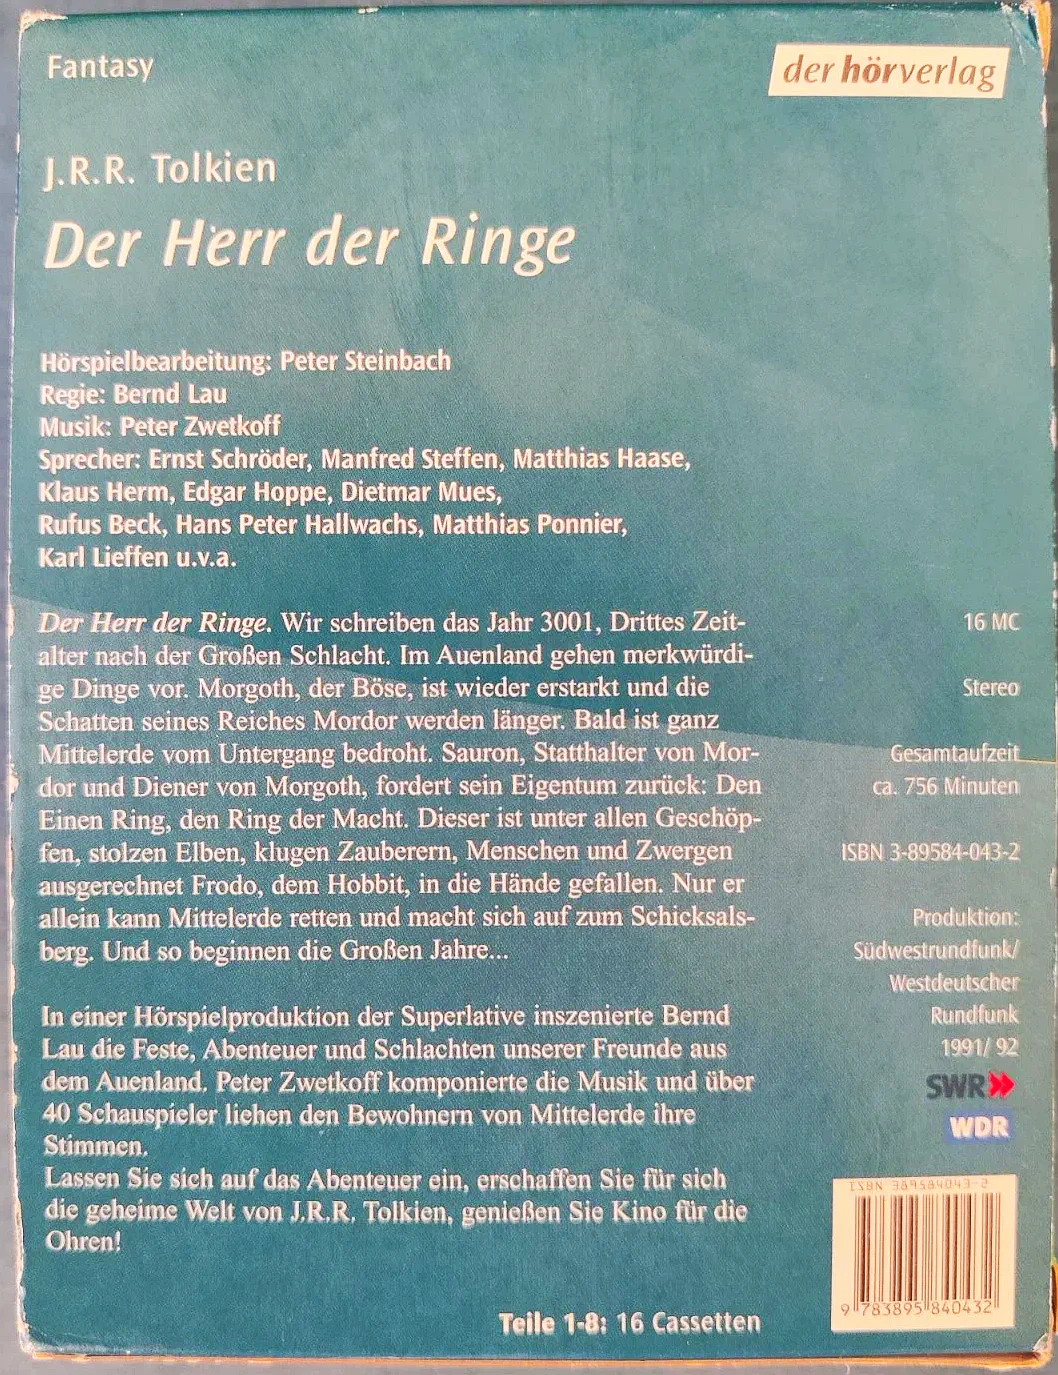 Fantasy
der hörverlag
J.R.R. Tolkien
Der Herr der Ringe
Hörspielbearbeitung: Peter Steinbach
Regie: Bernd Lau
Musik: Peter Zwetkoff
Sprecher: Ernst Schröder, Manfred Steffen, Matthias Haase,
Klaus Herm, Edgar Hoppe, Dietmar Mues,
Rufus Beck, Hans Peter Hallwachs, Matthias Ponnier,
Karl Lieffen u.v.a.
Der Herr der Ringe. Wir schreiben das Jahr 3001, Drittes Zeit-
alter nach der Großen Schlacht. Im Auenland gehen merkwürdi-
ge Dinge vor. Morgoth, der Böse, ist wieder erstarkt und die
Schatten seines Reiches Mordor werden länger. Bald ist ganz
Mittelerde vom Untergang bedroht. Sauron, Statthalter von Mor-
dor und Diener von Morgoth, fordert sein Eigentum zurück: Den
Einen Ring, den Ring der Macht. Dieser ist unter allen Geschöp-
fen, stolzen Elben, klugen Zauberern, Menschen und Zwergen
ausgerechnet Frodo, dem Hobbit, in die Hände gefallen. Nur er
allein kann Mittelerde retten und macht sich auf zum Schicksals-
berg. Und so beginnen die Großen Jahre...
In einer Hörspielproduktion der Superlative inszenierte Bernd
Lau die Feste, Abenteuer und Schlachten unserer Freunde aus
dem Auenland. Peter Zwetkoff komponierte die Musik und über
40 Schauspieler liehen den Bewohnern von Mittelerde ihre
Stimmen.
Lassen Sie sich auf das Abenteuer ein, erschaffen Sie für sich
die geheime Welt von J.R.R. Tolkien, genießen Sie Kino für die
Ohren!
16 MC
Stereo
Gesamtaufzeit
ca. 756 Minuten
ISBN 3-89584-043-2
Produktion:
Südwestrundfunk/
Westdeutscher
Rundfunk
1991/ 92
SWR
WDR
ISBN 389584043-2
9 783895 840432
Teile 1-8: 16 Cassetten